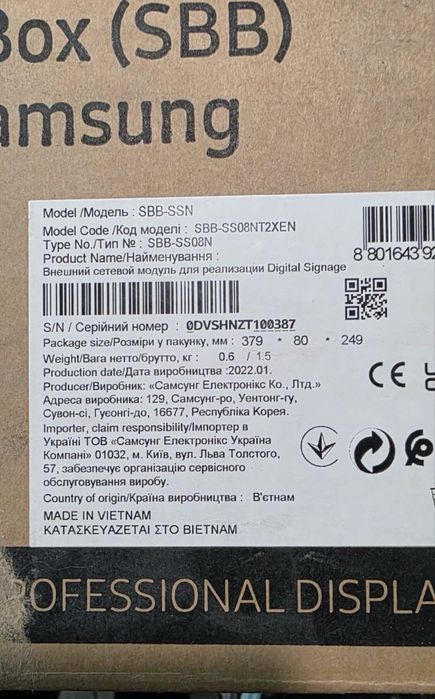 Box (SBB)
amsung
Model /Модель : SBB-SSN
Model Code /Код моделі : SBB-SS08NT2XEN
Type No./Тип № : SBB-SS08N
Product Name/Найменування :
Внешний сетевой модуль для реализации Digital Signage
8 801643 92
S/N / Серійний номер : 0DVSHNZT100387
Package size/Розміри у пакунку, мм : 379 * 80 * 249
Weight/Вага нетто/брутто, кг : 0.6 / 1.5
Production date/Дата виробництва :2022.01.
Producer/Виробник: «Самсунг Електронікс Ко., Лтд.»
Адреса виробника: 129, Самсунг-ро, Уентонг-гу,
Сувон-сі, Гуєонгі-до, 16677, Республіка Корея.
CE
Importer, claim responsibility/Імпортер в
Україні ТОВ «Самсунг Електронікс Україна
Компані» 01032, м. Київ, вул. Льва Толстого,
57, забезпечує організацію сервісного
обслуговування виробу.
Country of origin/Країна виробництва : В'єтнам
MADE IN VIETNAM
ΚΑΤΑΣΚΕΥΑΖΕΤΑΙ ΣΤΟ ΒΙΕΤΝΑΜ
OFESSIONAL DISPLA